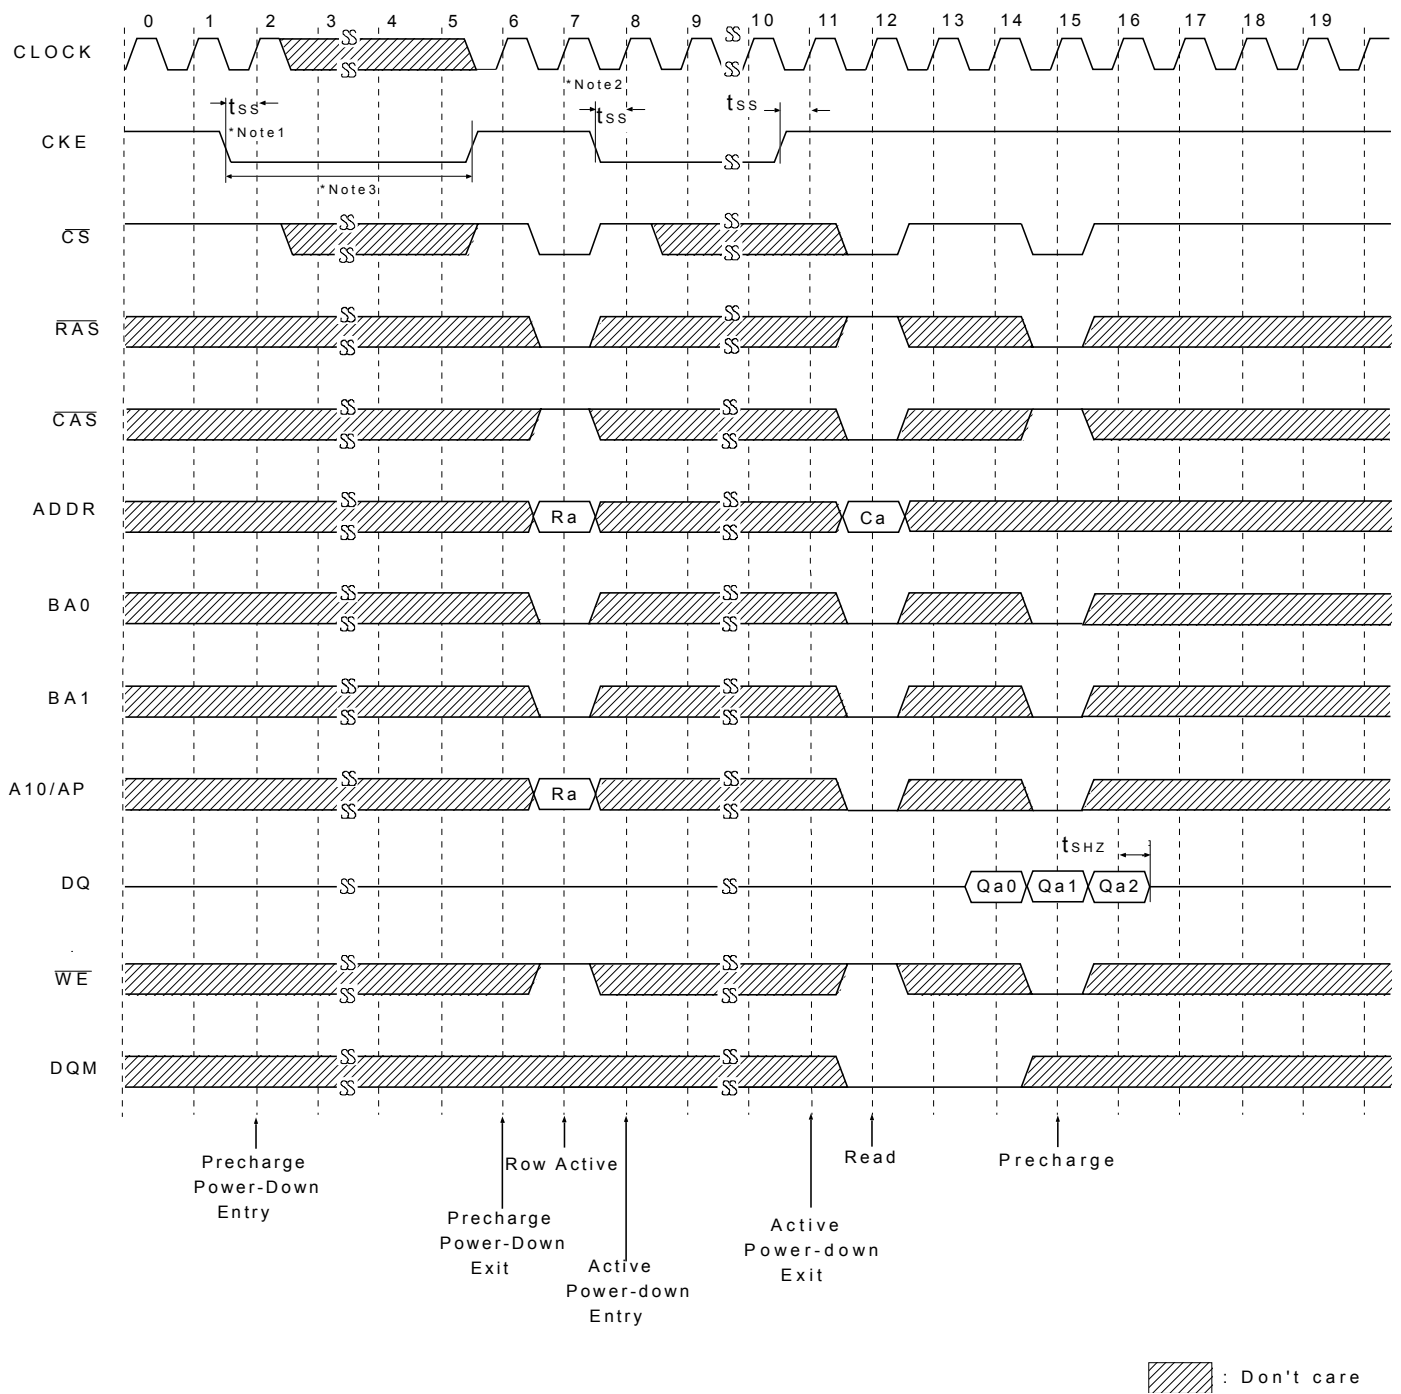 0 1 2 3 4 5 6 7 8 9 10 11 12 13 14 15 16 17 18 19
CLOCK
*Note2
tSS tSS tSS
*Note1
CKE
*Note3
CS
RAS
CAS
ADDR Ra Ca
BA0
BA1
A10/AP Ra
tSHZ
DQ Qa0 Qa1 Qa2
WE
DQM
Precharge
Power-Down
Entry
Row Active
Precharge
Power-Down
Exit
Active
Power-down
Entry
Active
Power-down
Exit
Read
Precharge
: Don't care